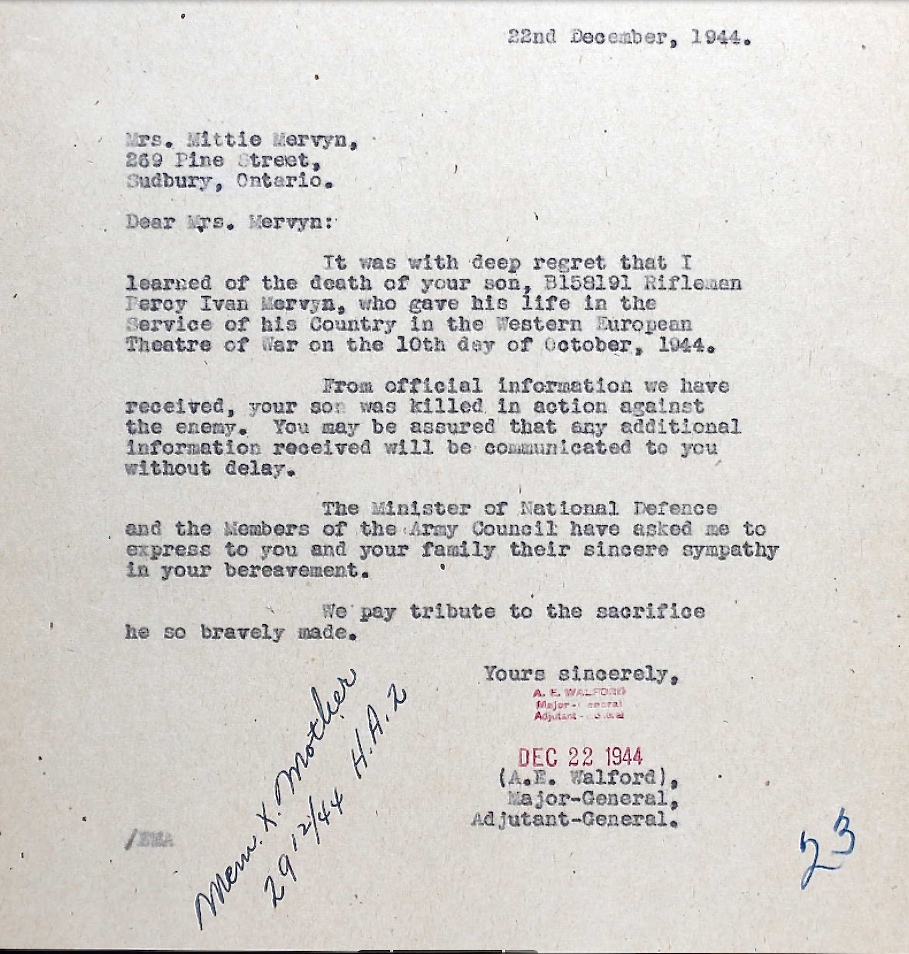 22nd December, 1944.
Mrs. Mittie Mervyn,
269 Pine Street,
Sudbury, Ontario.
Dear Mrs. Mervyn:
It was with deep regret that I
learned of the death of your son, B158191 Rifleman
Percy Ivan Mervyn, who gave his life in the
Service of his Country in the Western European
Theatre of War on the 10th day of October, 1944.
From official information we have
received, your son was killed in action against
the enemy. You may be assured that any additional
information received will be communicated to you
without delay.
The Minister of National Defence
and the Members of the Army Council have asked me to
express to you and your family their sincere sympathy
in your bereavement.
We pay tribute to the sacrifice
he so bravely made.
Yours sincerely,
A. E. WALFORD
Major-General
Adjutant-General
DEC 22 1944
(A.E. Walford),
Major-General,
Adjutant-General.
Mem. X. Mother
29 12/44 H.A. 2
23